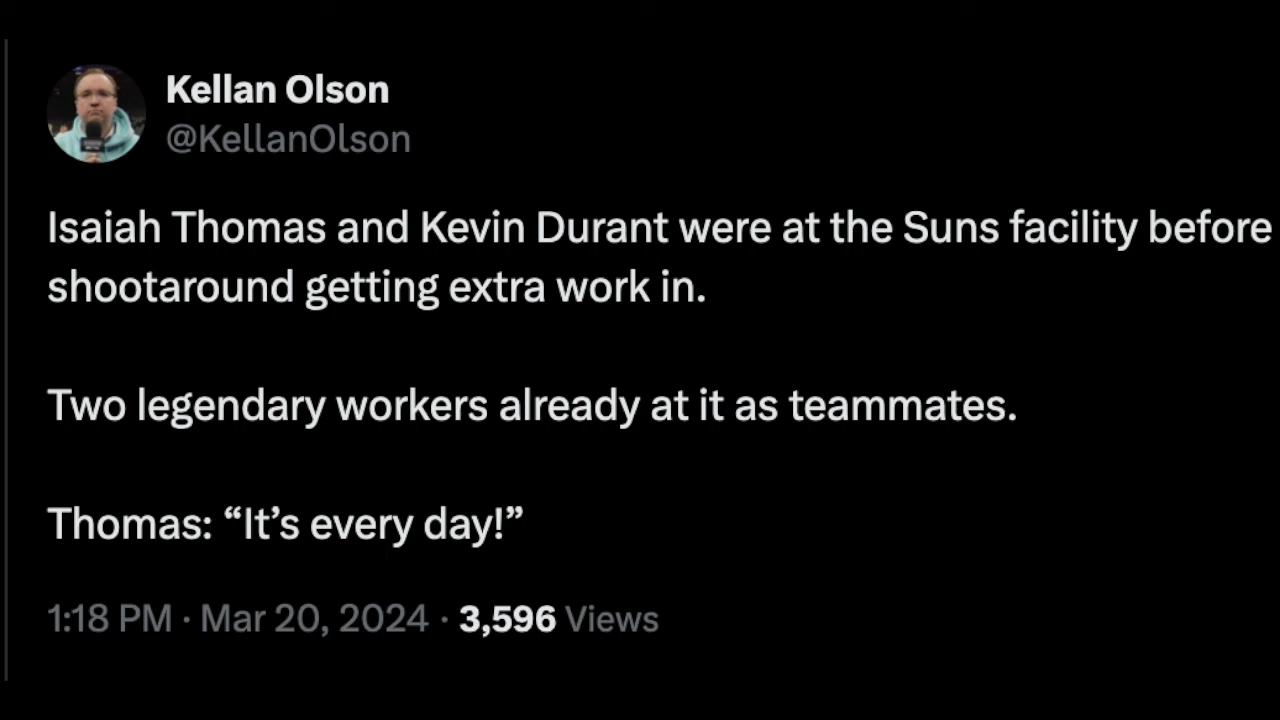 Kellan Olson
@KellanOlson
Isaiah Thomas and Kevin Durant were at the Suns facility before
shootaround getting extra work in.
Two legendary workers already at it as teammates.
Thomas: “It’s every day!”
1:18 PM · Mar 20, 2024 · 3,596 Views